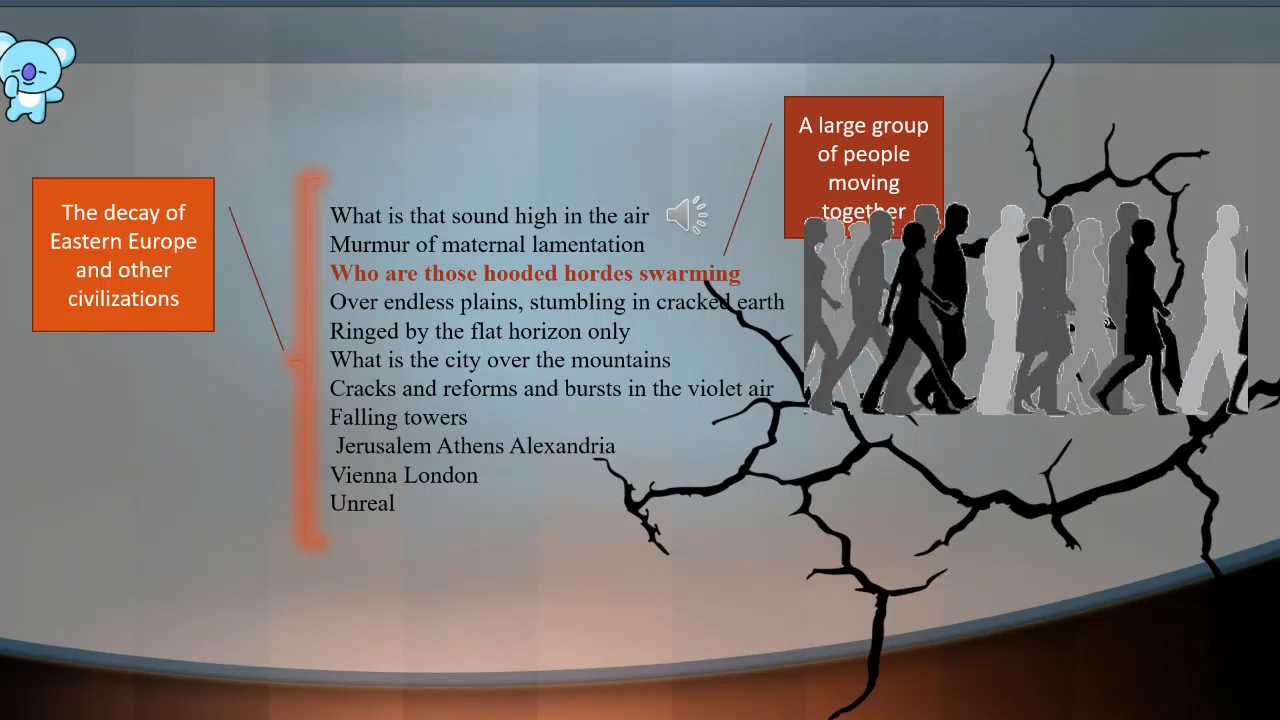 A large group
of people
moving
together
The decay of
Eastern Europe
and other
civilizations
What is that sound high in the air
Murmur of maternal lamentation
Who are those hooded hordes swarming
Over endless plains, stumbling in cracked earth
Ringed by the flat horizon only
What is the city over the mountains
Cracks and reforms and bursts in the violet air
Falling towers
Jerusalem Athens Alexandria
Vienna London
Unreal